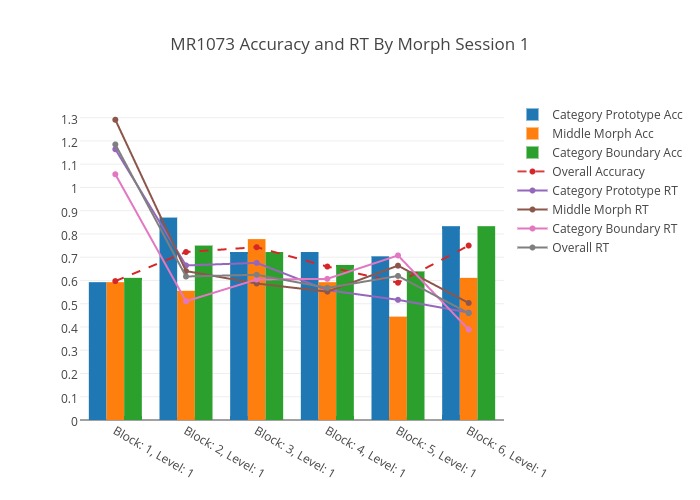 MR1073 Accuracy and RT By Morph Session 1
1.3
1.2
1.1
1
0.9
0.8
0.7
0.6
0.5
0.4
0.3
0.2
0.1
0
Block: 1, Level: 1
Block: 2, Level: 1
Block: 3, Level: 1
Block: 4, Level: 1
Block: 5, Level: 1
Block: 6, Level: 1
Category Prototype Acc
Middle Morph Acc
Category Boundary Acc
Overall Accuracy
Category Prototype RT
Middle Morph RT
Category Boundary RT
Overall RT